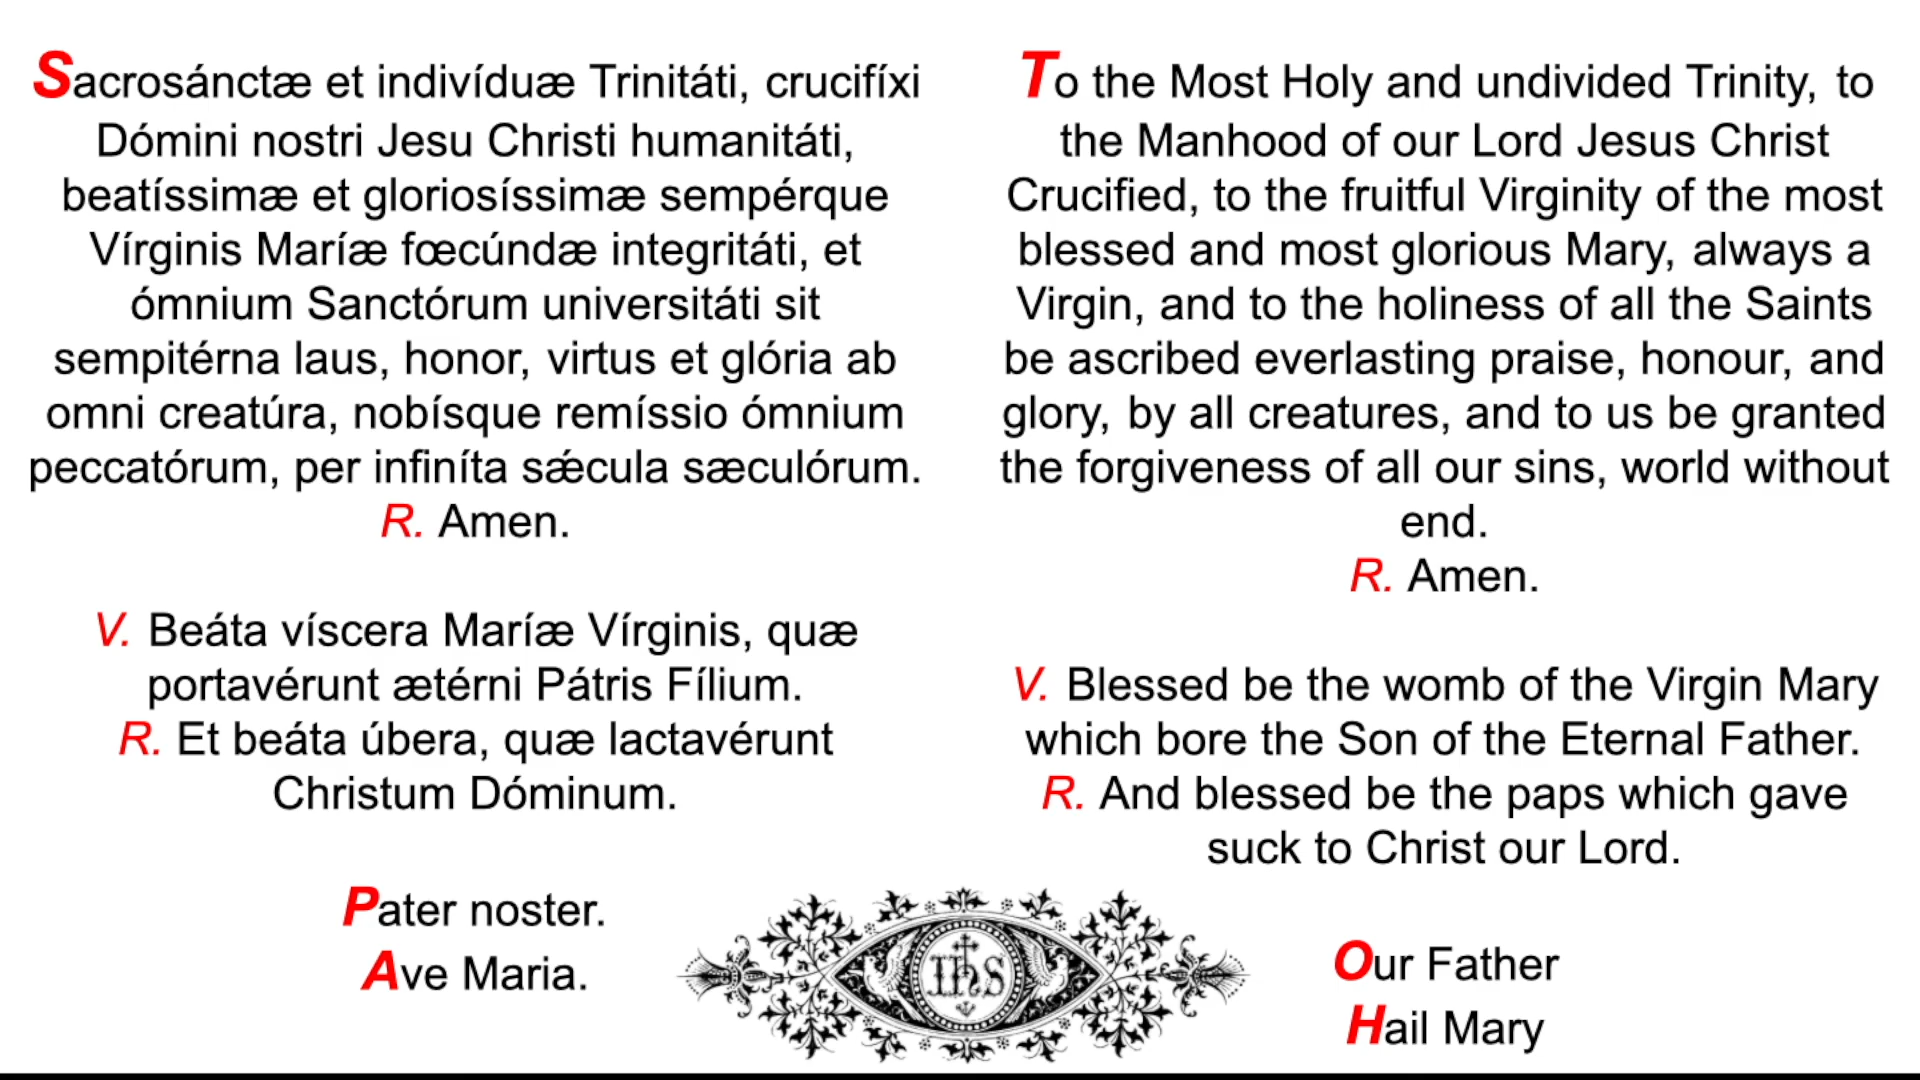 Sacrosánctæ et indivíduæ Trinitáti, crucifíxi
Dómini nostri Jesu Christi humanitáti,
beatíssimæ et gloriosíssimæ sempérque
Vírginis Maríæ fœcúndæ integritáti, et
ómnium Sanctórum universitáti sit
sempitérna laus, honor, virtus et glória ab
omni creatúra, nobísque remíssio ómnium
peccatórum, per infiníta sǽcula sæculórum.
R. Amen.
V. Beáta víscera Maríæ Vírginis, quæ
portavérunt ætérni Pátris Fílium.
R. Et beáta úbera, quæ lactavérunt
Christum Dóminum.
Pater noster.
Ave Maria.
To the Most Holy and undivided Trinity, to
the Manhood of our Lord Jesus Christ
Crucified, to the fruitful Virginity of the most
blessed and most glorious Mary, always a
Virgin, and to the holiness of all the Saints
be ascribed everlasting praise, honour, and
glory, by all creatures, and to us be granted
the forgiveness of all our sins, world without
end.
R. Amen.
V. Blessed be the womb of the Virgin Mary
which bore the Son of the Eternal Father.
R. And blessed be the paps which gave
suck to Christ our Lord.
Our Father
Hail Mary
IHS